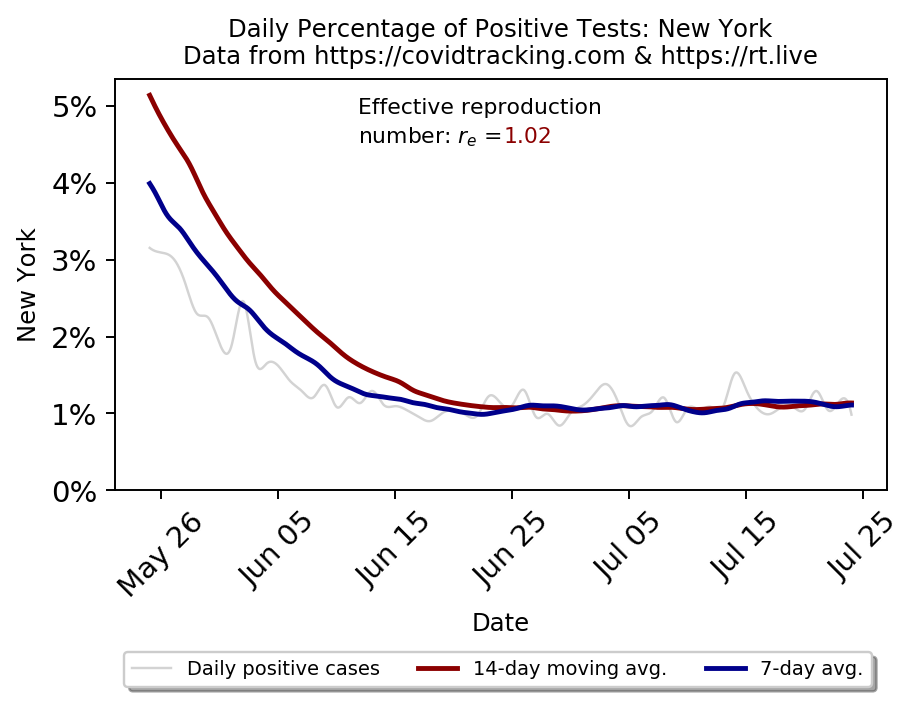 Daily Percentage of Positive Tests: New York
Data from https://covidtracking.com & https://rt.live
Effective reproduction
number: rₑ =1.02
5%
4%
3%
2%
1%
0%
New York
May 26
Jun 05
Jun 15
Jun 25
Jul 05
Jul 15
Jul 25
Date
Daily positive cases
14-day moving avg.
7-day avg.